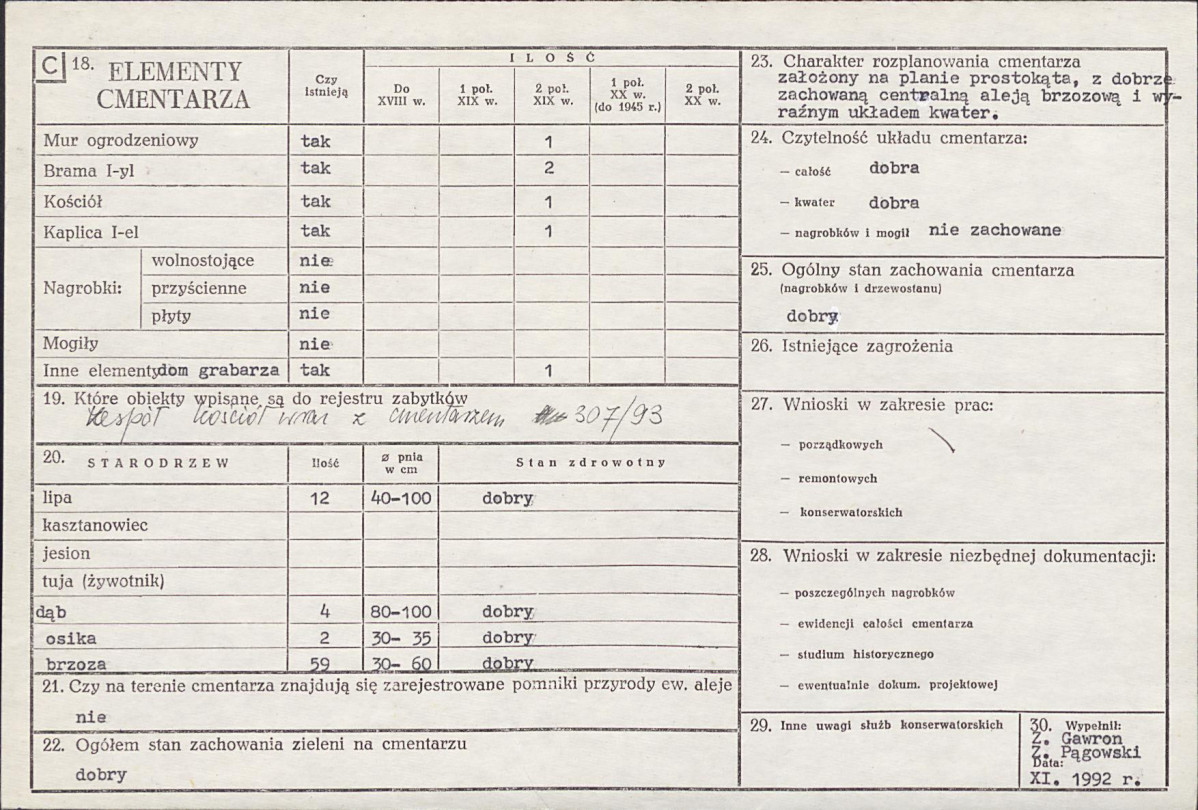 C 18. ELEMENTY CMENTARZA
Czy istnieją
I L O Ś Ć
Do XVIII w.
1 poł. XIX w.
2 poł. XIX w.
1 poł. XX w. (do 1945 r.)
2 poł. XX w.
Mur ogrodzeniowy tak 1
Brama I-yl tak 2
Kościół tak 1
Kaplica I-el tak 1
Nagrobki:
wolnostojące nie
przyścienne nie
płyty nie
Mogiły nie
Inne elementy dom grabarza tak 1
19. Które obiekty wpisane są do rejestru zabytków
Zespół kościół wraz z cmentarzem 307/93
20. STARODRZEW Ilość ø pnia w cm Stan zdrowotny
lipa 12 40-100 dobry
kasztanowiec
jesion
tuja (żywotnik)
dąb 4 80-100 dobry
osika 2 30- 35 dobry
brzoza 59 30- 60 dobry
21. Czy na terenie cmentarza znajdują się zarejestrowane pomniki przyrody ew. aleje
nie
22. Ogółem stan zachowania zieleni na cmentarzu
dobry
23. Charakter rozplanowania cmentarza
założony na planie prostokąta, z dobrze
zachowaną centralną aleją brzozową i wy-
raźnym układem kwater.
24. Czytelność układu cmentarza:
— całość dobra
— kwater dobra
— nagrobków i mogił nie zachowane
25. Ogólny stan zachowania cmentarza
(nagrobków i drzewostanu)
dobry
26. Istniejące zagrożenia
27. Wnioski w zakresie prac:
— porządkowych
— remontowych
— konserwatorskich
28. Wnioski w zakresie niezbędnej dokumentacji:
— poszczególnych nagrobków
— ewidencji całości cmentarza
— studium historycznego
— ewentualnie dokum. projektowej
29. Inne uwagi służb konserwatorskich
30. Wypełnił:
Z. Gawron
Z. Pągowski
Data:
XI. 1992 r.